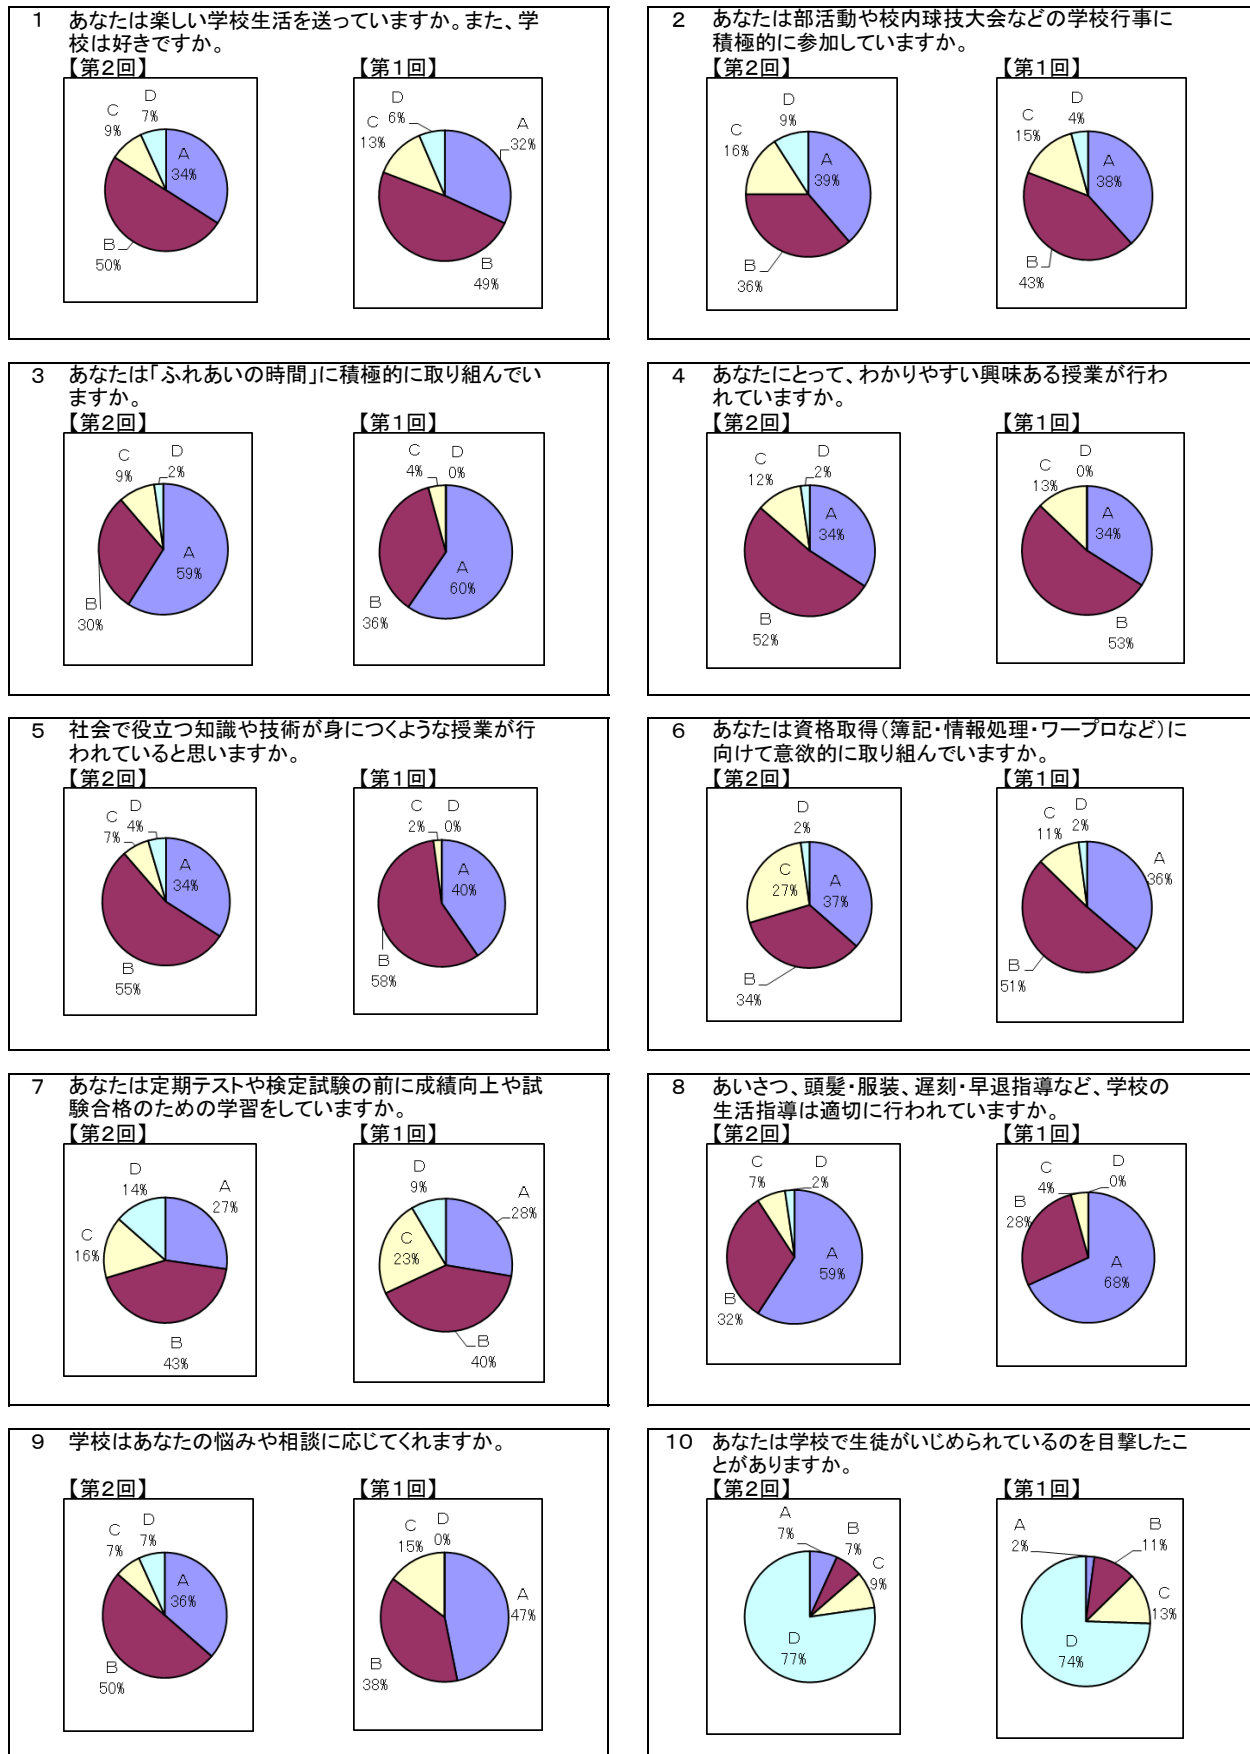 1 あなたは楽しい学校生活を送っていますか。また、学
校は好きですか。
【第2回】
【第1回】
D
7%
C
9%
A
34%
B
50%
D
6%
C
13%
A
32%
B
49%
2 あなたは部活動や校内球技大会などの学校行事に
積極的に参加していますか。
【第2回】
【第1回】
D
9%
C
16%
A
39%
B
36%
D
4%
C
15%
A
38%
B
43%
3 あなたは「ふれあいの時間」に積極的に取り組んでい
ますか。
【第2回】
【第1回】
C
9%
D
2%
A
59%
B
30%
C
4%
D
0%
A
60%
B
36%
4 あなたにとって、わかりやすい興味ある授業が行わ
れていますか。
【第2回】
【第1回】
D
2%
C
12%
A
34%
B
52%
D
0%
C
13%
A
34%
B
53%
5 社会で役立つ知識や技術が身につくような授業が行
われていると思いますか。
【第2回】
【第1回】
D
4%
C
7%
A
34%
B
55%
C
2%
D
0%
A
40%
B
58%
6 あなたは資格取得(簿記・情報処理・ワープロなど)に
向けて意欲的に取り組んでいますか。
【第2回】
【第1回】
D
2%
C
27%
A
37%
B
34%
D
2%
C
11%
A
36%
B
51%
7 あなたは定期テストや検定試験の前に成績向上や試
験合格のための学習をしていますか。
【第2回】
【第1回】
D
14%
A
27%
C
16%
B
43%
D
9%
A
28%
C
23%
B
40%
8 あいさつ、頭髪・服装、遅刻・早退指導など、学校の
生活指導は適切に行われていますか。
【第2回】
【第1回】
C
7%
D
2%
A
59%
B
32%
C
4%
D
0%
B
28%
A
68%
9 学校はあなたの悩みや相談に応じてくれますか。
【第2回】
【第1回】
C
7%
D
7%
A
36%
B
50%
C
15%
D
0%
A
47%
B
38%
10 あなたは学校で生徒がいじめられているのを目撃したこ
とがありますか。
【第2回】
【第1回】
A
7%
B
7%
C
9%
D
77%
A
2%
B
11%
C
13%
D
74%